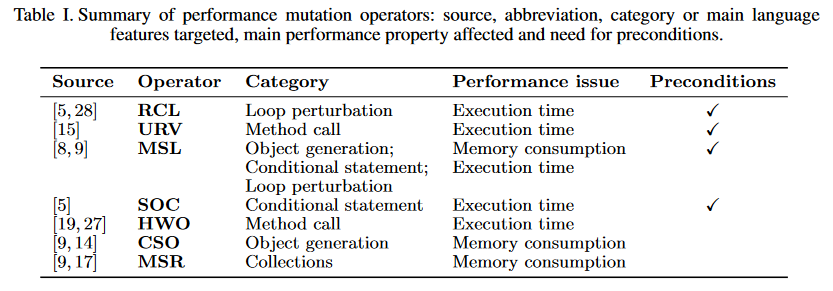 Table I. Summary of performance mutation operators: source, abbreviation, category or main language
features targeted, main performance property affected and need for preconditions.
Source Operator Category Performance issue Preconditions
[5, 28] RCL Loop perturbation Execution time ✓
[15] URV Method call Execution time ✓
[8, 9] MSL Object generation; Memory consumption ✓
Conditional statement; Execution time
Loop perturbation
[5] SOC Conditional statement Execution time ✓
[19, 27] HWO Method call Execution time
[9, 14] CSO Object generation Memory consumption
[9, 17] MSR Collections Memory consumption